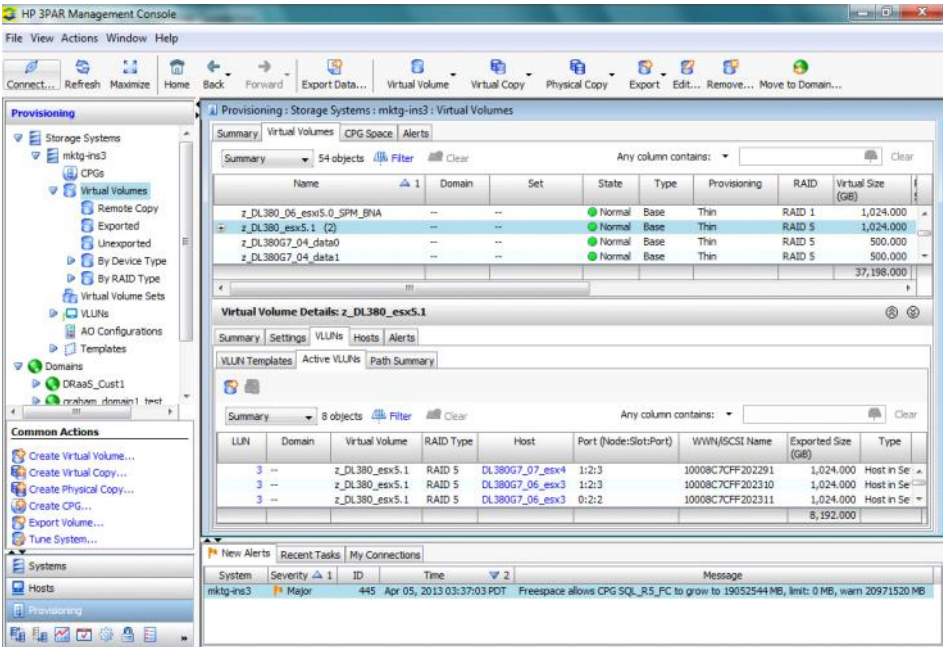 HP 3PAR Management Console
File View Actions Window Help
Connect... Refresh Maximize Home Back Forward Export Data... Virtual Volume Virtual Copy Physical Copy Export Edit... Remove... Move to Domain...
Provisioning
Storage Systems
mktg-ins3
CPGs
Virtual Volumes
Remote Copy
Exported
Unexported
By Device Type
By RAID Type
Virtual Volume Sets
VLUNs
AO Configurations
Templates
Domains
DRaaS_Cust1
graham_domain1_test
Common Actions
Create Virtual Volume...
Create Virtual Copy...
Create Physical Copy...
Create CPG...
Export Volume...
Tune System...
Systems
Hosts
Provisioning
Provisioning : Storage Systems : mktg-ins3 : Virtual Volumes
Summary Virtual Volumes CPG Space Alerts
Summary 54 objects Filter Clear Any column contains: Clear
Name 1 Domain Set State Type Provisioning RAID Virtual Size (GB)
z_DL380_06_esxi5.0_SPM_BNA -- -- Normal Base Thin RAID 1 1,024.000
z_DL380_esx5.1 {2} -- -- Normal Base Thin RAID 5 1,024.000
z_DL380G7_04_data0 -- -- Normal Base Thin RAID 5 500.000
z_DL380G7_04_data1 -- -- Normal Base Thin RAID 5 500.000
37,198.000
Virtual Volume Details: z_DL380_esx5.1
Summary Settings VLUNs Hosts Alerts
VLUN Templates Active VLUNs Path Summary
Summary 8 objects Filter Clear Any column contains: Clear
LUN Domain Virtual Volume RAID Type Host Port (Node:Slot:Port) WWN/iSCSI Name Exported Size (GB) Type
3 -- z_DL380_esx5.1 RAID 5 DL380G7_07_esx4 1:2:3 10008C7CFF202291 1,024.000 Host in Se
3 -- z_DL380_esx5.1 RAID 5 DL380G7_06_esx3 1:2:3 10008C7CFF202310 1,024.000 Host in Se
3 -- z_DL380_esx5.1 RAID 5 DL380G7_06_esx3 0:2:2 10008C7CFF202311 1,024.000 Host in Se
8,192.000
New Alerts Recent Tasks My Connections
System Severity 1 ID Time 2 Message
mktg-ins3 Major 445 Apr 05, 2013 03:37:03 PDT Freespace allows CPG SQL_R5_FC to grow to 19052544 MB, limit: 0 MB, warn 20971520 MB